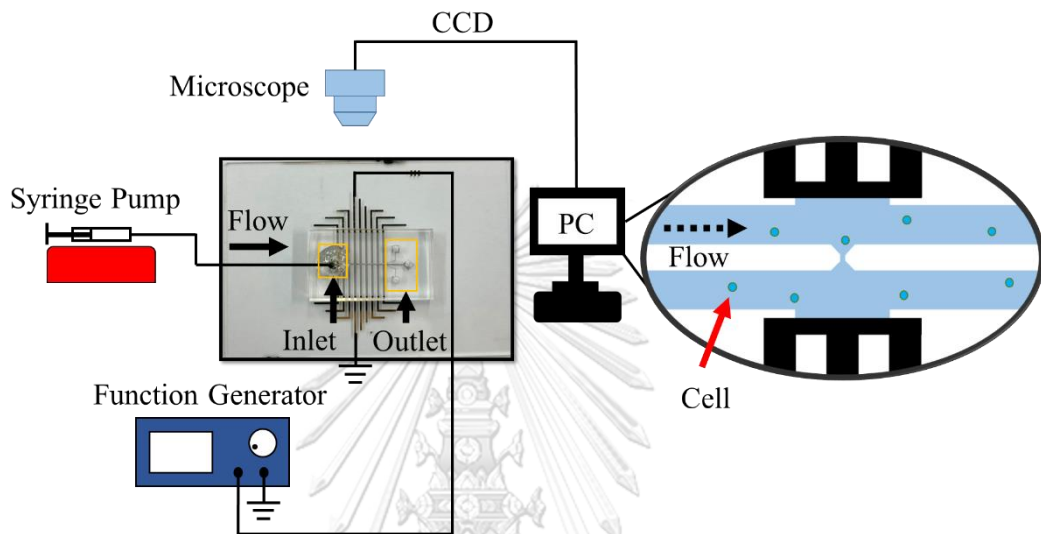 CCD
Microscope
Syringe Pump
Flow
PC
Flow
Inlet
Outlet
Cell
Function Generator